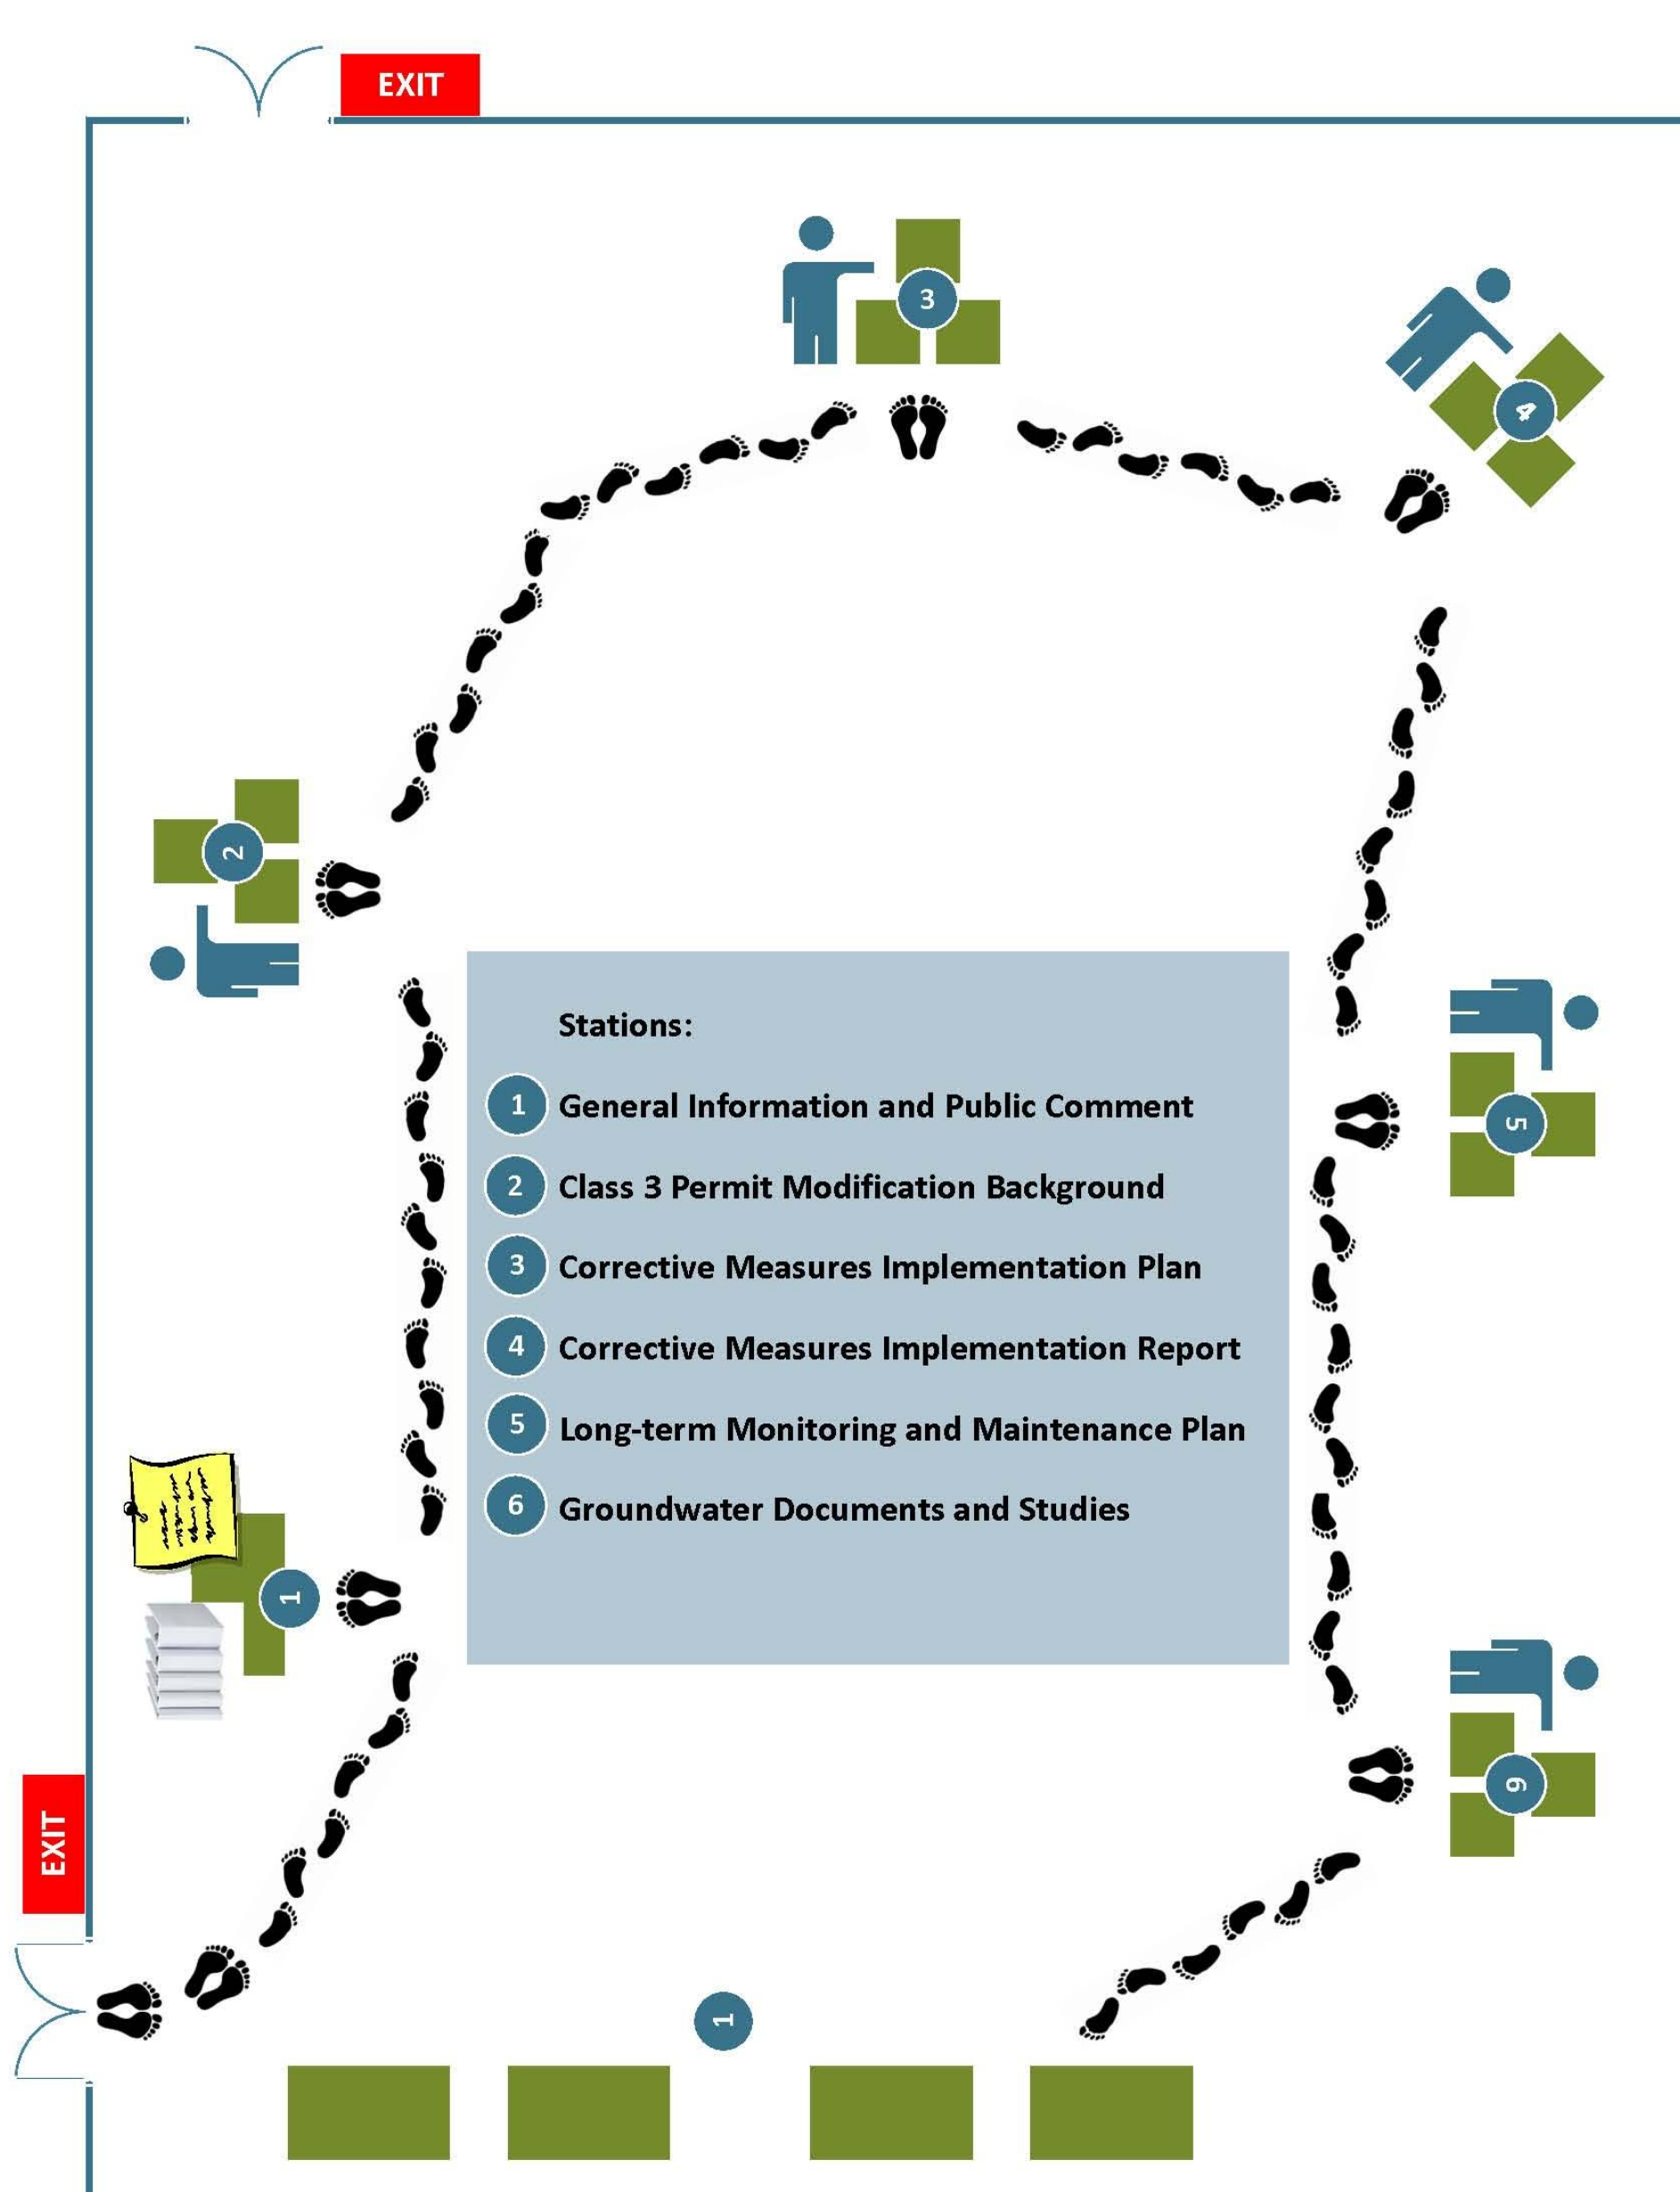 EXIT
3
4
2
Stations:
1 General Information and Public Comment
2 Class 3 Permit Modification Background
3 Corrective Measures Implementation Plan
4 Corrective Measures Implementation Report
5 Long-term Monitoring and Maintenance Plan
6 Groundwater Documents and Studies
5
1
6
EXIT
1